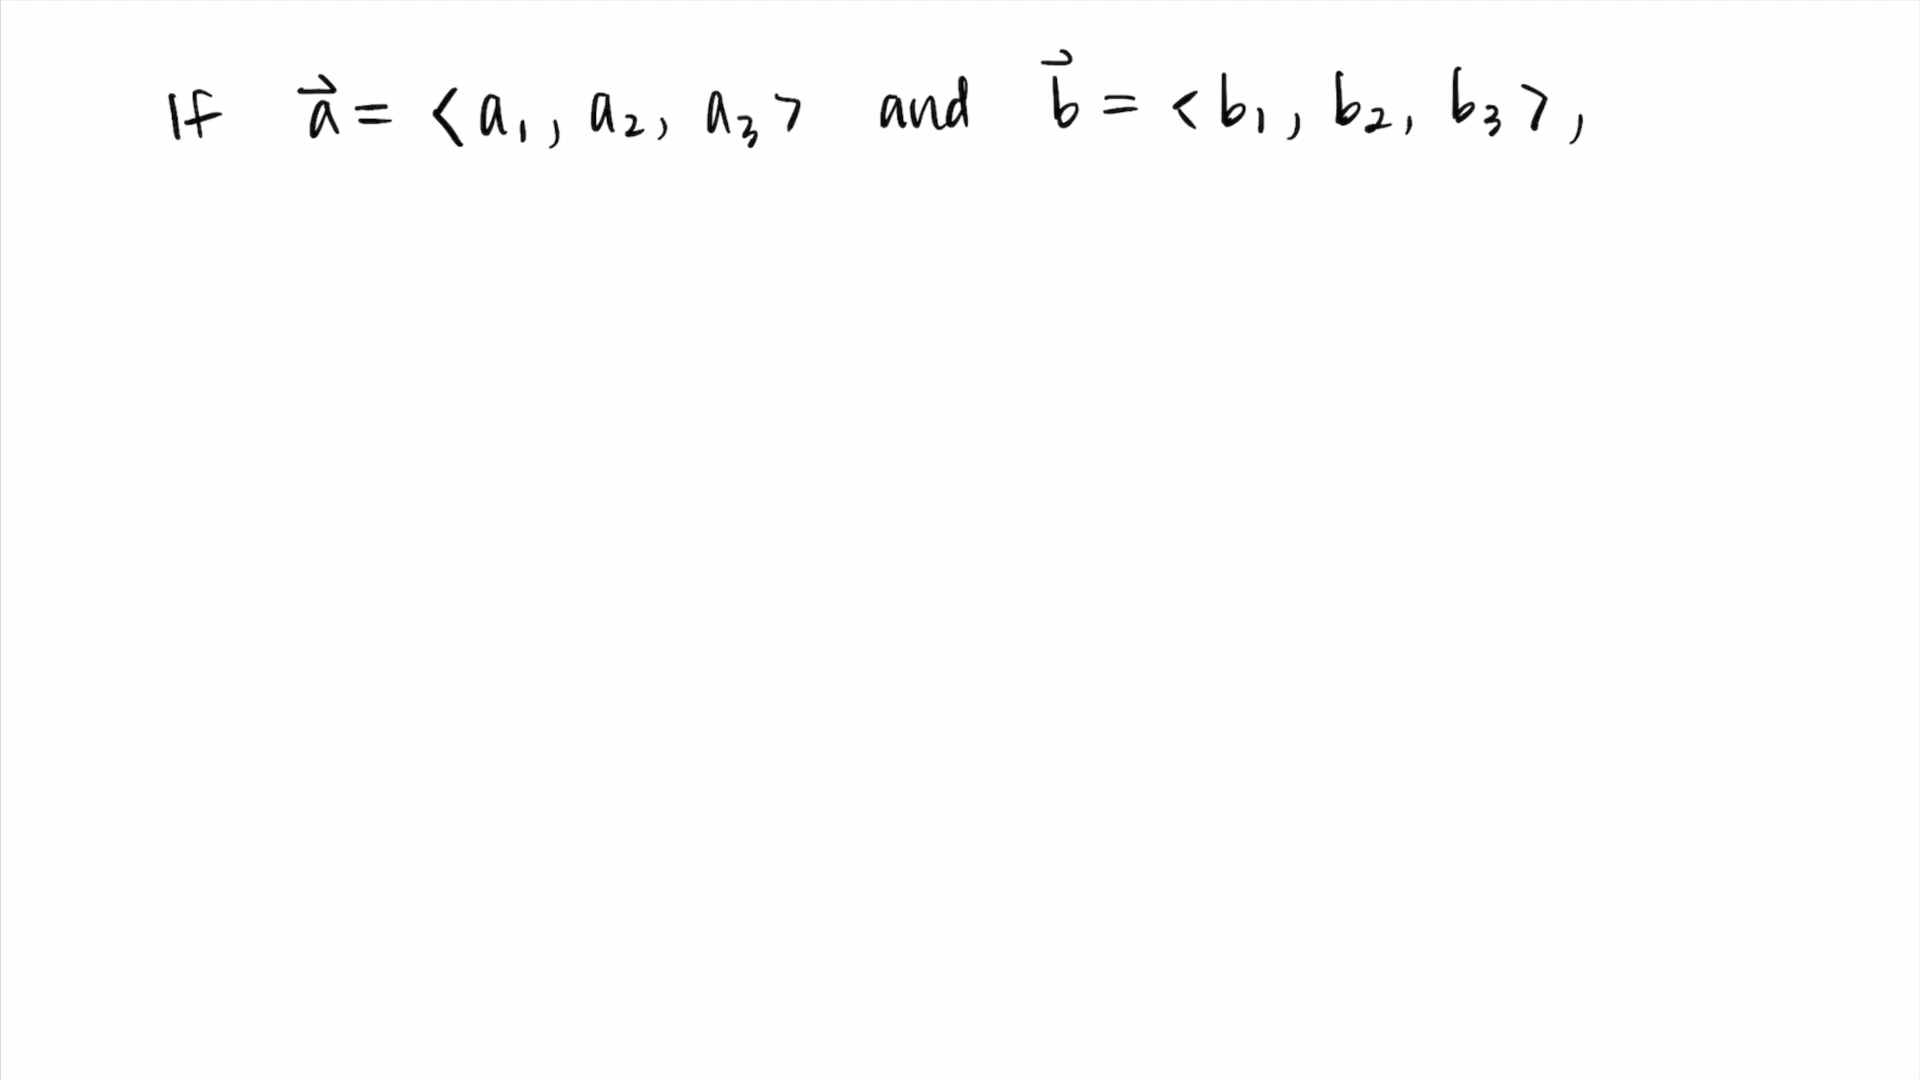 If a⃗ = <a₁, a₂, a₃> and b⃗ = <b₁, b₂, b₃>,